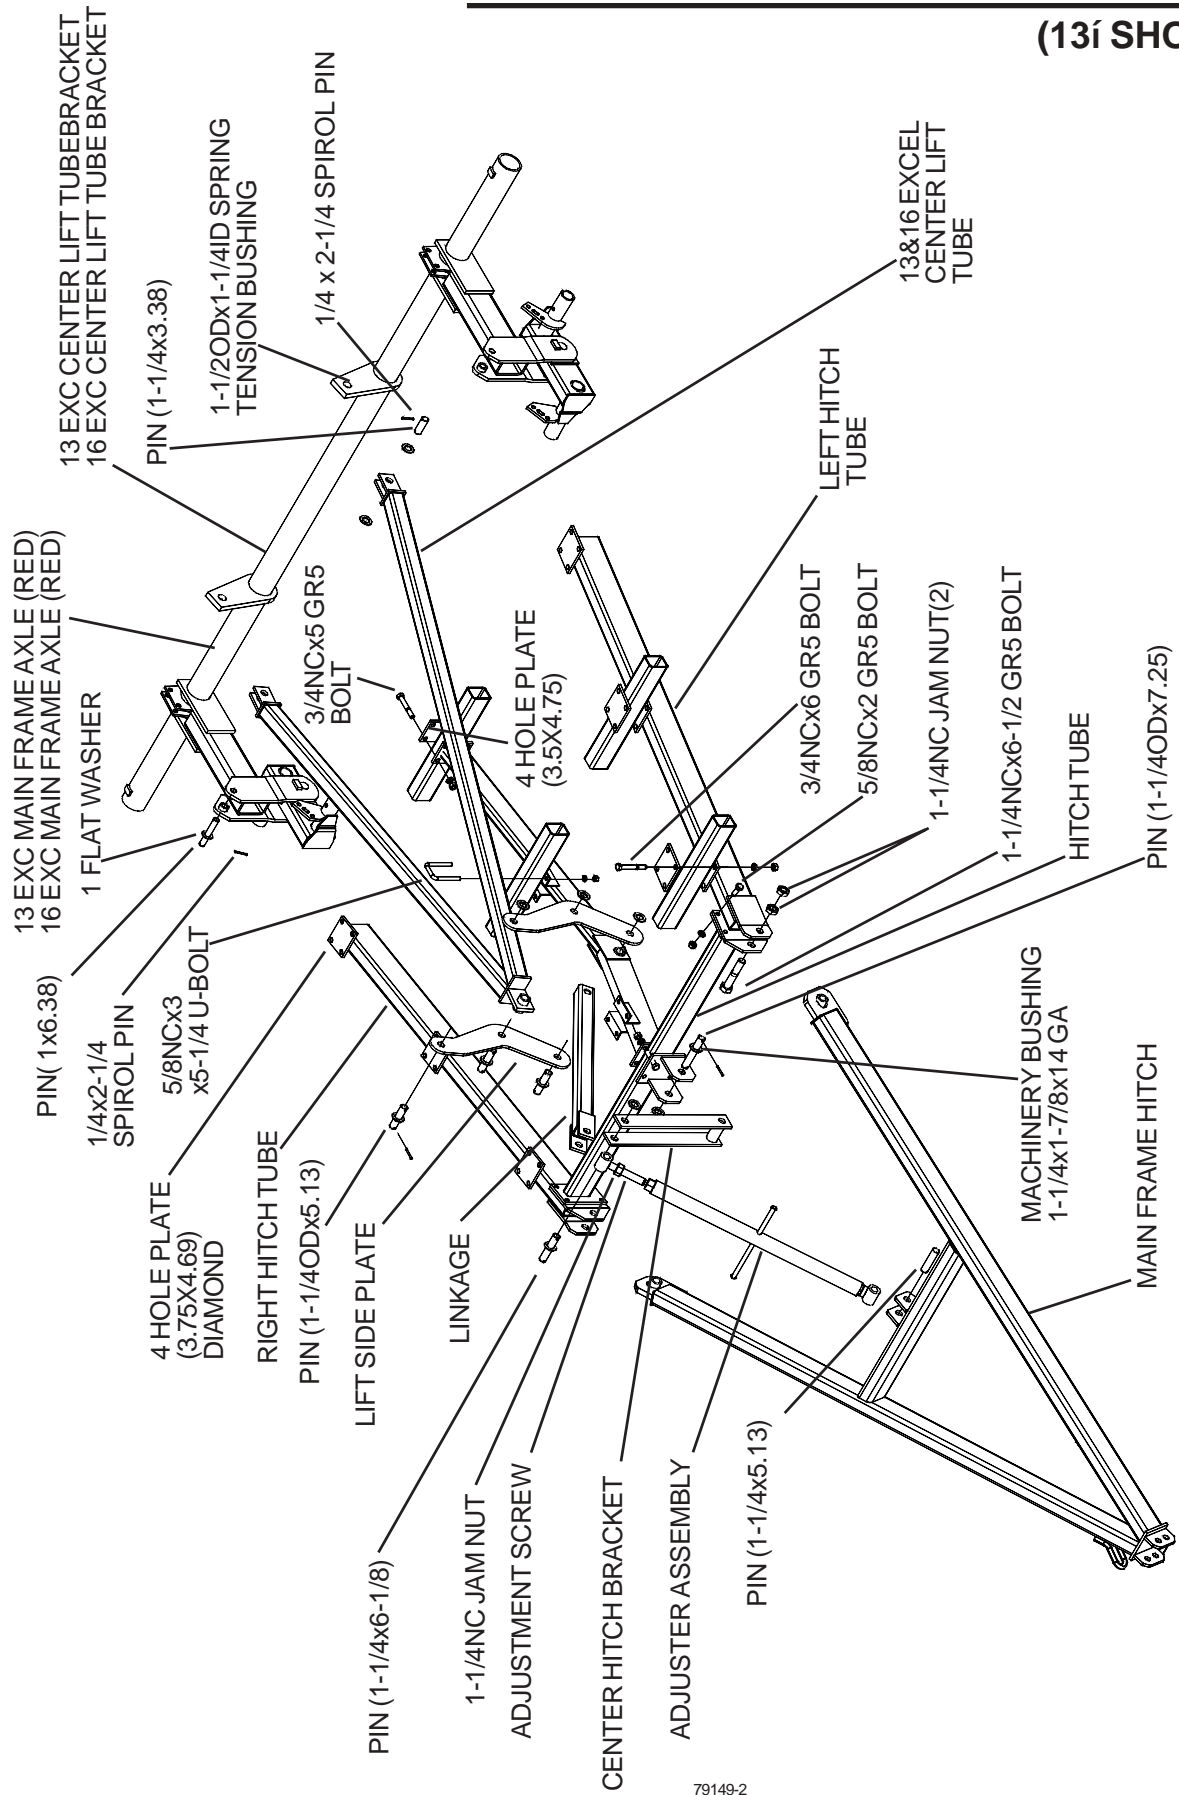 (13í SHO
13 EXC CENTER LIFT TUBEBRACKET
16 EXC CENTER LIFT TUBE BRACKET
PIN (1-1/4x3.38)
1-1/2ODx1-1/4ID SPRING
TENSION BUSHING
1/4 x 2-1/4 SPIROL PIN
13&16 EXCEL
CENTER LIFT
TUBE
13 EXC MAIN FRAME AXLE (RED)
16 EXC MAIN FRAME AXLE (RED)
1 FLAT WASHER
3/4NCx5 GR5
BOLT
4 HOLE PLATE
(3.5X4.75)
LEFT HITCH
TUBE
3/4NCx6 GR5 BOLT
5/8NCx2 GR5 BOLT
1-1/4NC JAM NUT(2)
1-1/4NCx6-1/2 GR5 BOLT
HITCH TUBE
PIN (1-1/4ODx7.25)
PIN( 1x6.38)
1/4x2-1/4
SPIROL PIN
5/8NCx3
x5-1/4 U-BOLT
4 HOLE PLATE
(3.75X4.69)
DIAMOND
RIGHT HITCH TUBE
PIN (1-1/4ODx5.13)
LIFT SIDE PLATE
LINKAGE
MACHINERY BUSHING
1-1/4x1-7/8x14 GA
MAIN FRAME HITCH
PIN (1-1/4x6-1/8)
1-1/4NC JAM NUT
ADJUSTMENT SCREW
CENTER HITCH BRACKET
ADJUSTER ASSEMBLY
PIN (1-1/4x5.13)
79149-2